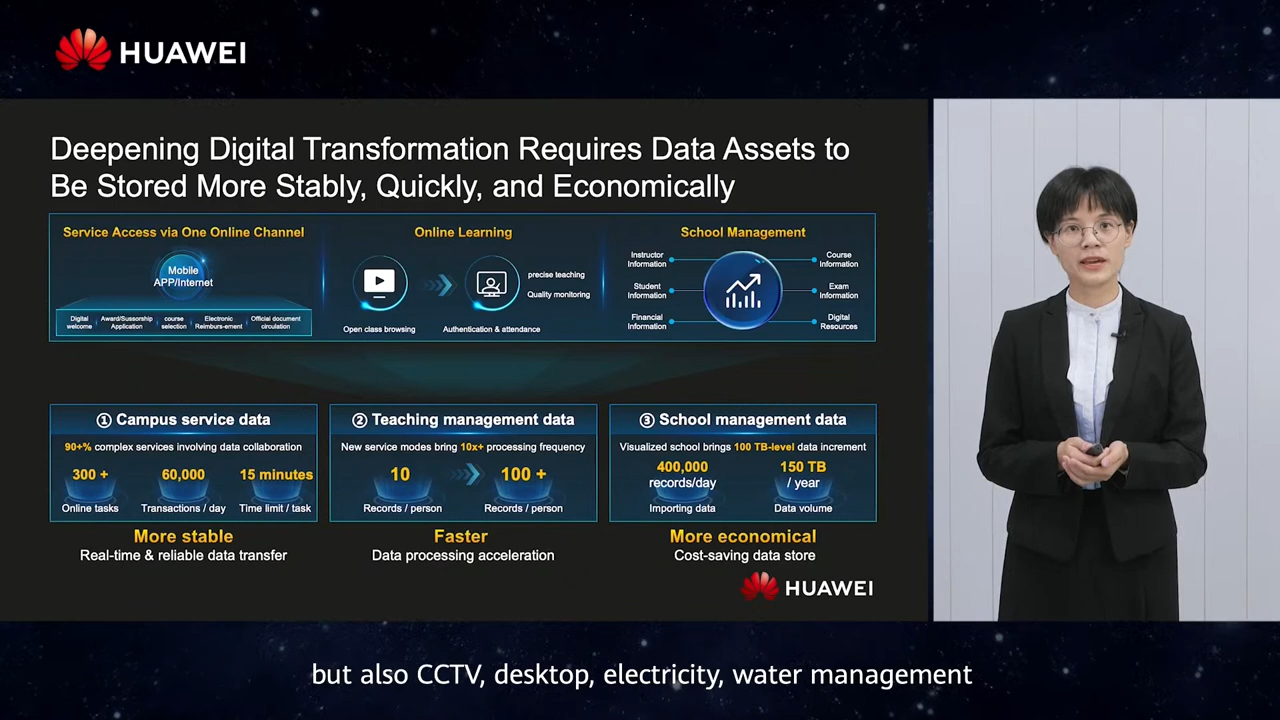 HUAWEI
Deepening Digital Transformation Requires Data Assets to
Be Stored More Stably, Quickly, and Economically
Service Access via One Online Channel
Mobile
APP/Internet
Digital
welcome
Award/Sussorship
Application
course
selection
Electronic
Reimburs-ement
Official document
circulation
Online Learning
Open class browsing
Authentication & attendance
precise teaching
Quality monitoring
School Management
Instructor
Information
Student
Information
Financial
Information
Course
Information
Exam
Information
Digital
Resources
① Campus service data
90+% complex services involving data collaboration
300 +
Online tasks
60,000
Transactions / day
15 minutes
Time limit / task
More stable
Real-time & reliable data transfer
② Teaching management data
New service modes bring 10x+ processing frequency
10
Records / person
100 +
Records / person
Faster
Data processing acceleration
③ School management data
Visualized school brings 100 TB-level data increment
400,000
records/day
Importing data
150 TB
/ year
Data volume
More economical
Cost-saving data store
HUAWEI
but also CCTV, desktop, electricity, water management